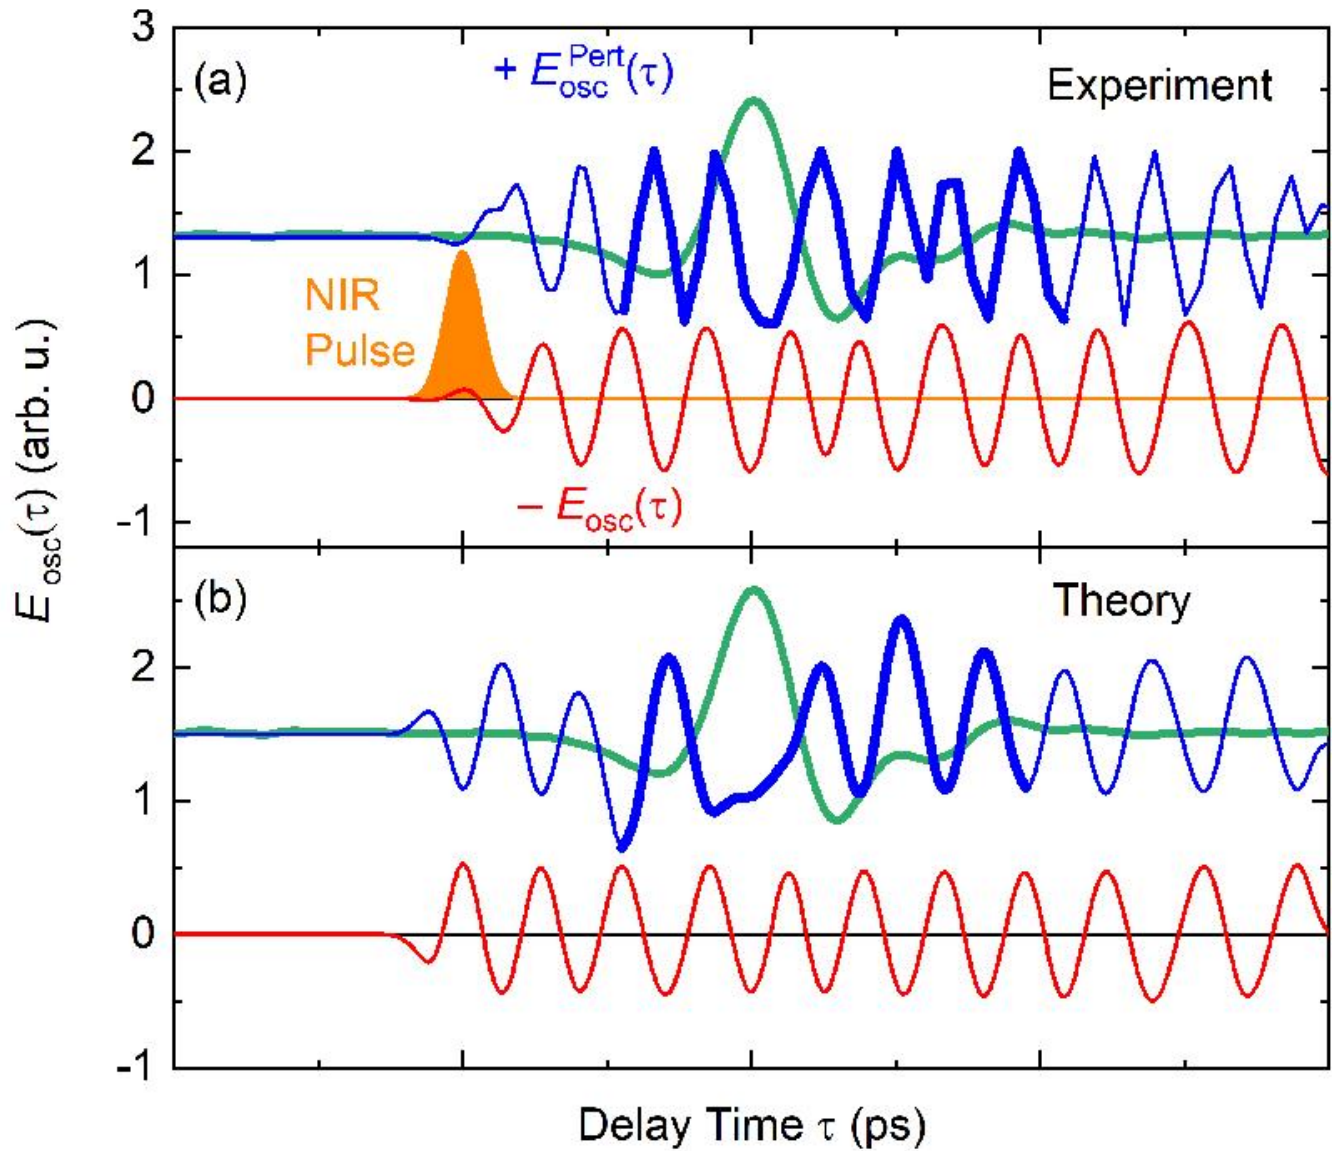 3
(a)
+ E_osc^Pert(τ)
Experiment
2
1
NIR
Pulse
0
– E_osc(τ)
-1
E_osc(τ) (arb. u.)
(b)
Theory
2
1
0
-1
Delay Time τ (ps)